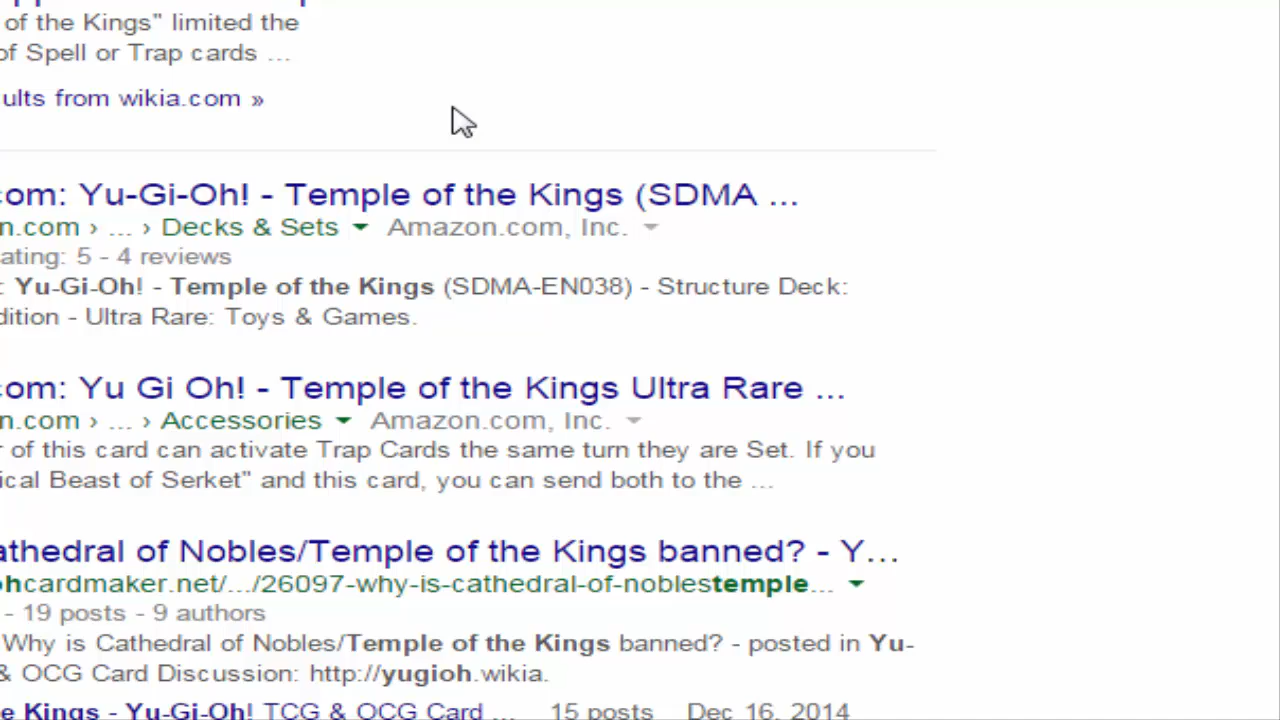 of the Kings" limited the
of Spell or Trap cards ...
ults from wikia.com »
com: Yu-Gi-Oh! - Temple of the Kings (SDMA ...
n.com › ... › Decks & Sets Amazon.com, Inc.
ating: 5 - 4 reviews
: Yu-Gi-Oh! - Temple of the Kings (SDMA-EN038) - Structure Deck:
dition - Ultra Rare: Toys & Games.
com: Yu Gi Oh! - Temple of the Kings Ultra Rare ...
n.com › ... › Accessories Amazon.com, Inc.
r of this card can activate Trap Cards the same turn they are Set. If you
ical Beast of Serket" and this card, you can send both to the ...
athedral of Nobles/Temple of the Kings banned? - Y...
ohcardmaker.net/.../26097-why-is-cathedral-of-noblestemple...
- 19 posts - 9 authors
Why is Cathedral of Nobles/Temple of the Kings banned? - posted in Yu-
& OCG Card Discussion: http://yugioh.wikia.
e Kings - Yu-Gi-Oh! TCG & OCG Card ... 15 posts Dec 16, 2014